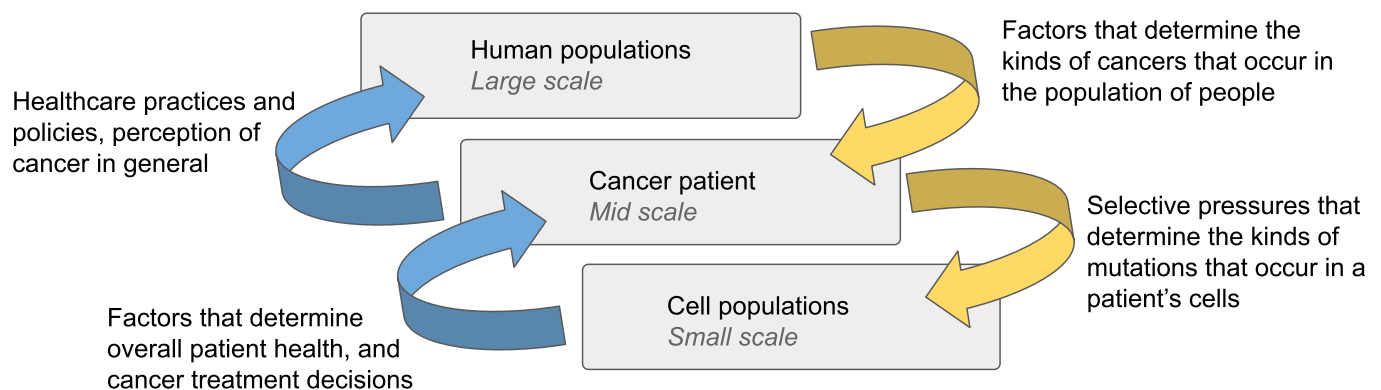 Human populations
Large scale
Factors that determine the
kinds of cancers that occur in
the population of people
Healthcare practices and
policies, perception of
cancer in general
Cancer patient
Mid scale
Selective pressures that
determine the kinds of
mutations that occur in a
patient's cells
Cell populations
Small scale
Factors that determine
overall patient health, and
cancer treatment decisions